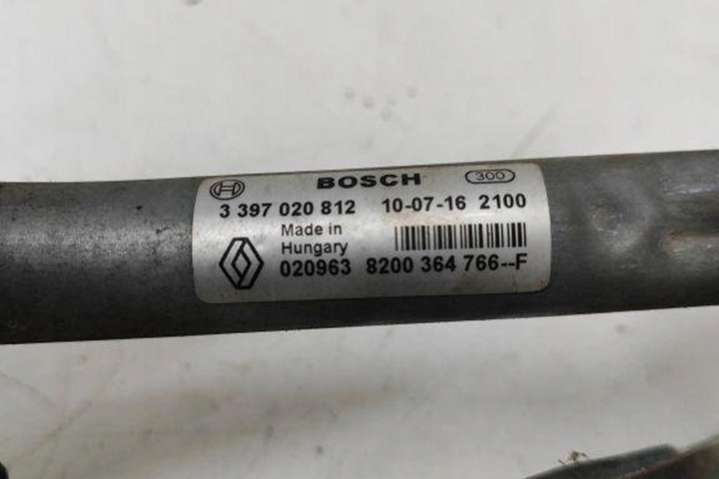 BOSCH 300
3 397 020 812 10-07-16 2100
Made in
Hungary
020963 8200 364 766--F